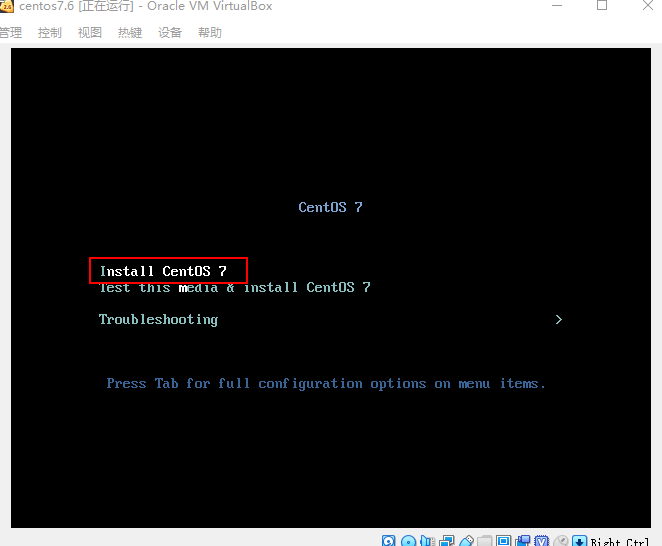 centos7.6 [正在运行] - Oracle VM VirtualBox
管理 控制 视图 热键 设备 帮助
CentOS 7
Install CentOS 7
Test this media & install CentOS 7
Troubleshooting >
Press Tab for full configuration options on menu items.
Right Ctrl